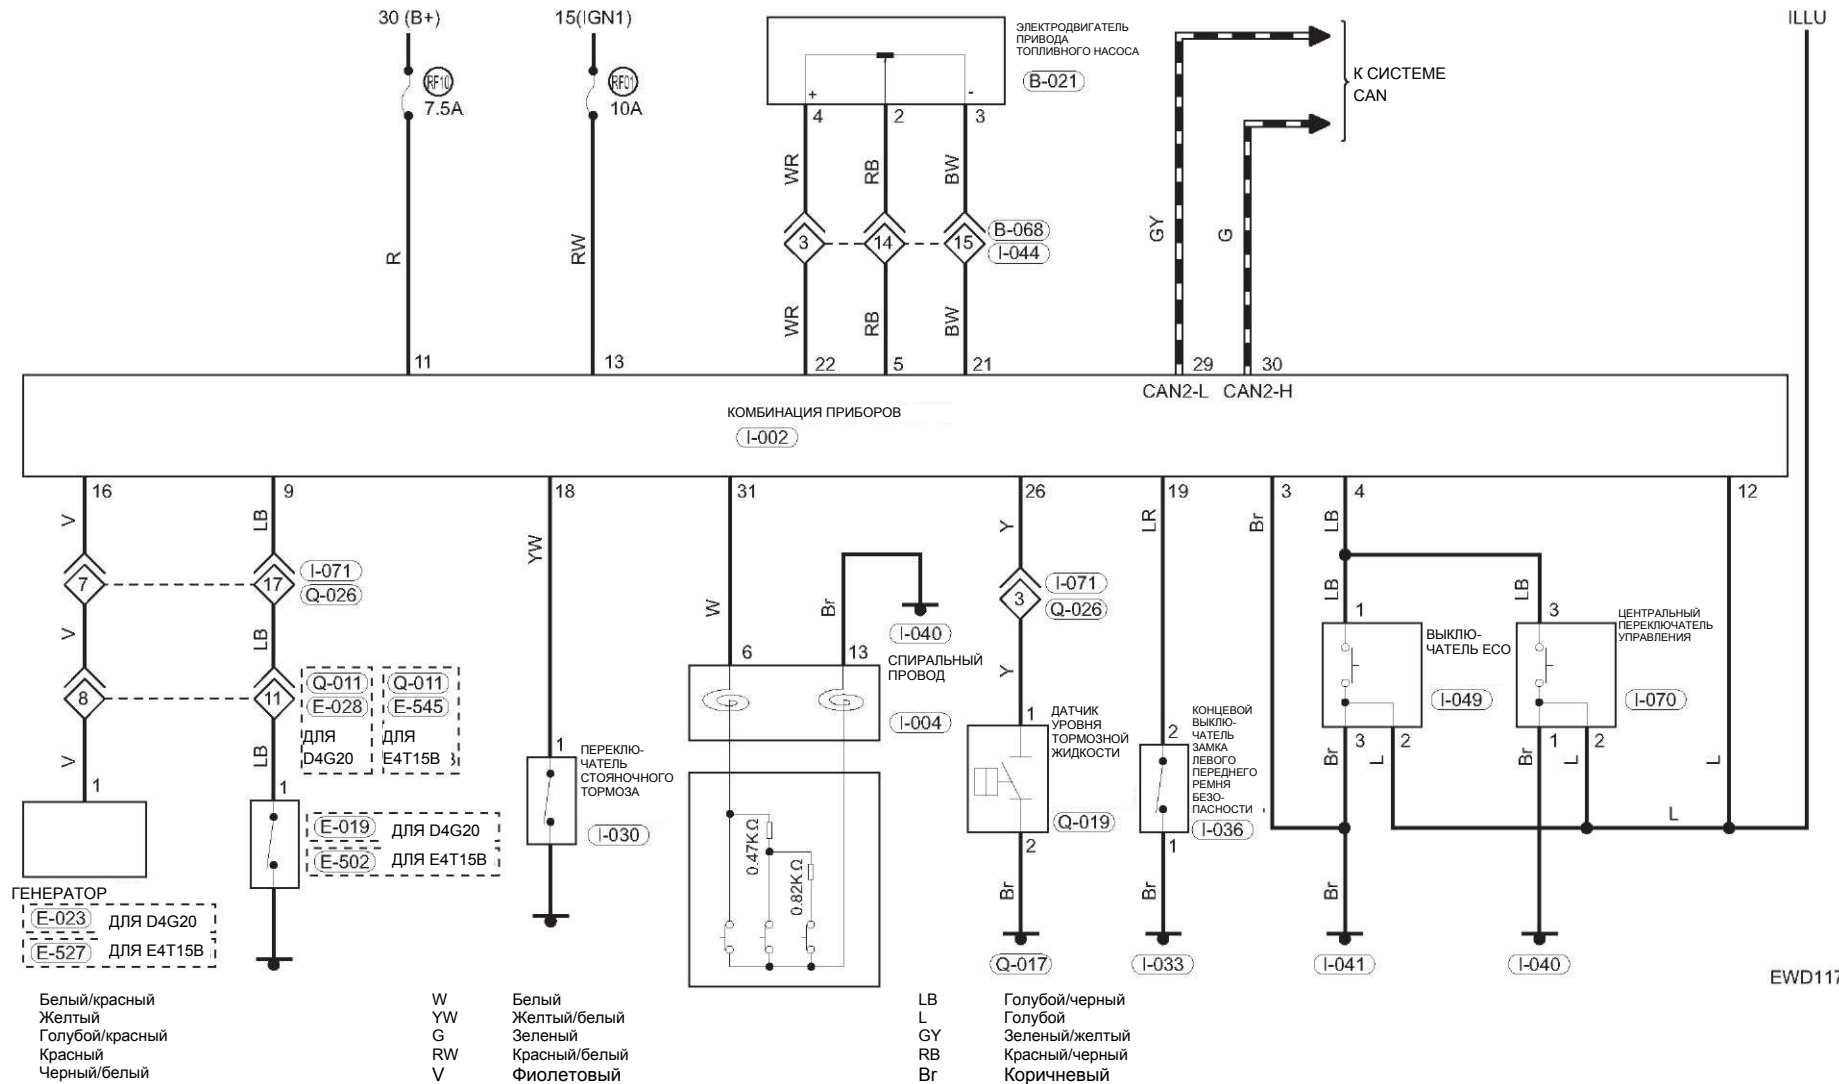 30 (B+)
15(IGN1)
ILLU
RF10
7.5A
RF01
10A
ЭЛЕКТРОДВИГАТЕЛЬ
ПРИВОДА
ТОПЛИВНОГО НАСОСА
B-021
+
-
4
2
3
К СИСТЕМЕ
CAN
WR
RB
BW
3
14
15
B-068
I-044
GY
G
R
RW
WR
RB
BW
11
13
22
5
21
29
30
CAN2-L
CAN2-H
КОМБИНАЦИЯ ПРИБОРОВ
I-002
16
9
18
31
26
19
3
4
12
V
LB
YW
W
Br
Y
LR
Br
LB
7
17
I-071
Q-026
3
I-071
Q-026
I-040
V
LB
Y
LB
LB
8
11
Q-011
E-028
ДЛЯ
D4G20
Q-011
E-545
ДЛЯ
E4T15B
6
13
СПИРАЛЬНЫЙ
ПРОВОД
I-004
1
3
ВЫКЛЮ-
ЧАТЕЛЬ ECO
I-049
ЦЕНТРАЛЬНЫЙ
ПЕРЕКЛЮЧАТЕЛЬ
УПРАВЛЕНИЯ
I-070
V
LB
1
1
1
ПЕРЕКЛЮ-
ЧАТЕЛЬ
СТОЯНОЧНОГО
ТОРМОЗА
I-030
1
ДАТЧИК
УРОВНЯ
ТОРМОЗНОЙ
ЖИДКОСТИ
Q-019
2
2
КОНЦЕВОЙ
ВЫКЛЮ-
ЧАТЕЛЬ
ЗАМКА
ЛЕВОГО
ПЕРЕДНЕГО
РЕМНЯ
БЕЗО-
ПАСНОСТИ
I-036
1
3
2
1
2
Br
L
Br
L
L
L
E-019
ДЛЯ D4G20
E-502
ДЛЯ E4T15B
0.47KΩ
0.82KΩ
ГЕНЕРАТОР
E-023
ДЛЯ D4G20
E-527
ДЛЯ E4T15B
Br
Br
Br
Q-017
I-033
I-041
I-040
EWD117
Белый/красный
Желтый
Голубой/красный
Красный
Черный/белый
W Белый
YW Желтый/белый
G Зеленый
RW Красный/белый
V Фиолетовый
LB Голубой/черный
L Голубой
GY Зеленый/желтый
RB Красный/черный
Br Коричневый